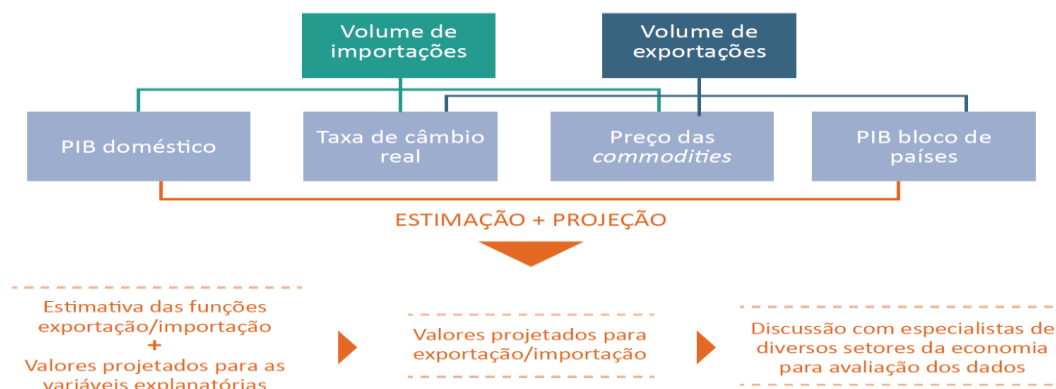 Volume de
importações
Volume de
exportações
PIB doméstico
Taxa de câmbio
real
Preço das
commodities
PIB bloco de
países
ESTIMAÇÃO + PROJEÇÃO
Estimativa das funções
exportação/importação
+
Valores projetados para as
variáveis explanatórias
Valores projetados para
exportação/importação
Discussão com especialistas de
diversos setores da economia
para avaliação dos dados